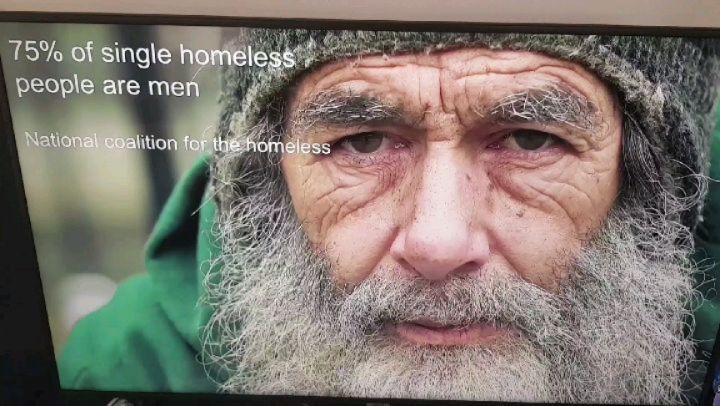 75% of single homeless
people are men
National coalition for the homeless